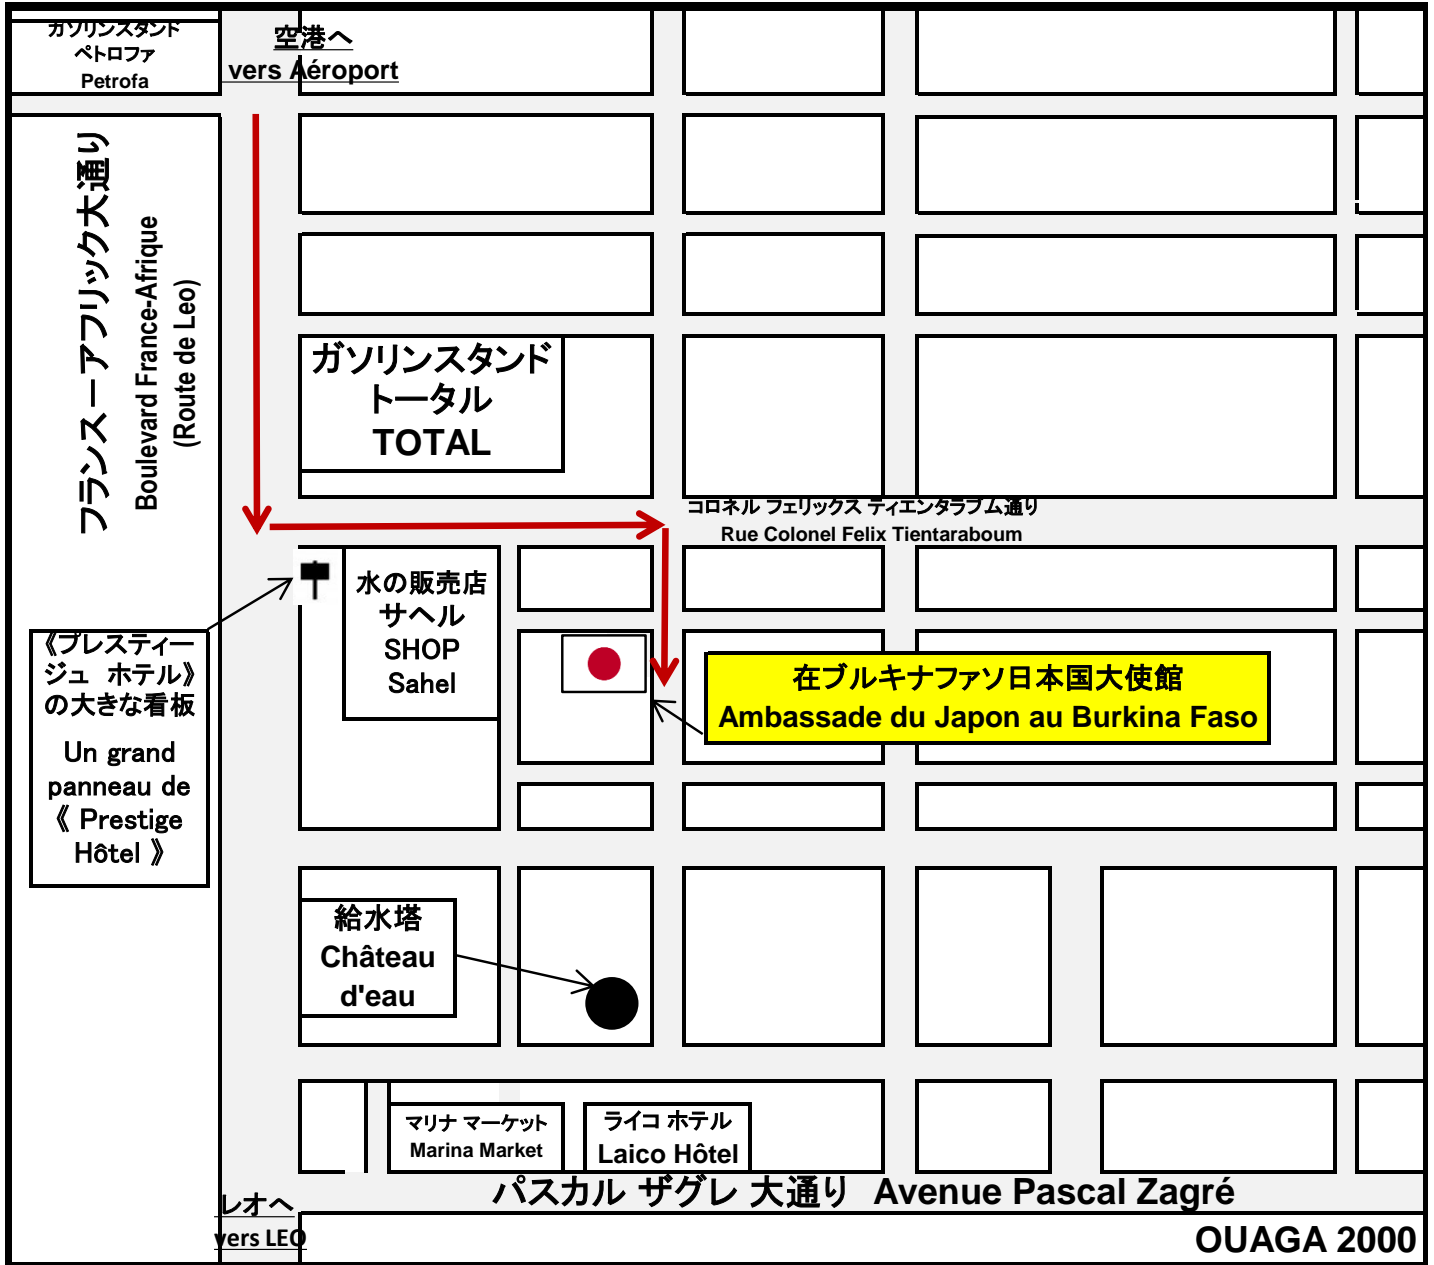 ガソリンスタンド
ペトロファ
Petrofa
空港へ
vers Aéroport
フランスーアフリック大通り
Boulevard France-Afrique
(Route de Leo)
ガソリンスタンド
トータル
TOTAL
コロネル フェリックス ティエンタラブム通り
Rue Colonel Felix Tientaraboum
水の販売店
サヘル
SHOP
Sahel
《プレスティー
ジュ ホテル》
の大きな看板
Un grand
panneau de
《 Prestige
Hôtel 》
在ブルキナファソ日本国大使館
Ambassade du Japon au Burkina Faso
給水塔
Château
d'eau
マリナ マーケット
Marina Market
ライコ ホテル
Laico Hôtel
パスカル ザグレ 大通り Avenue Pascal Zagré
レオへ
vers LEO
OUAGA 2000